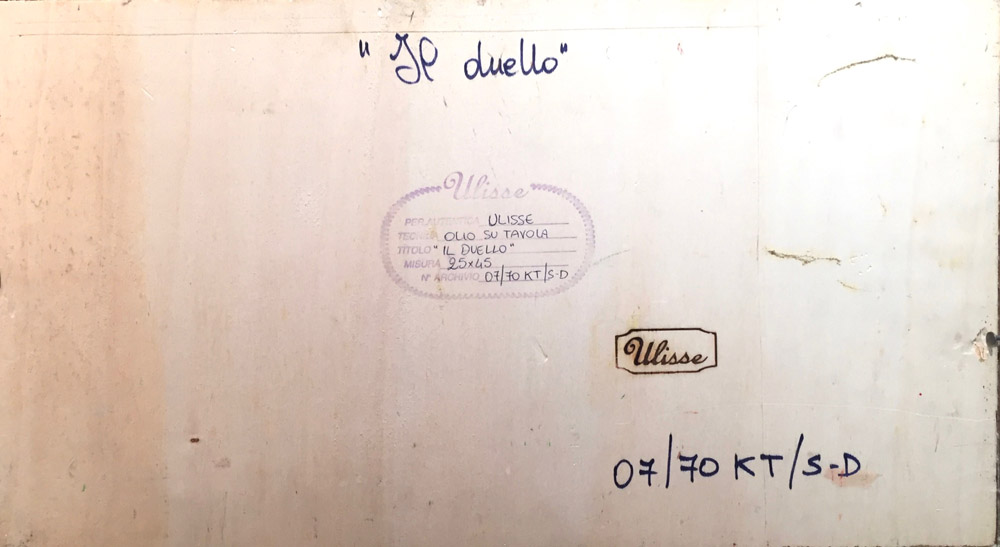 "Il duello"
Ulisse
PER AUTENTICA ULISSE
TECNICA OLIO SU TAVOLA
TITOLO "IL DUELLO"
MISURA 25x45
N° ARCHIVIO 07/70 KT/S-D
Ulisse
07/70 KT/S-D